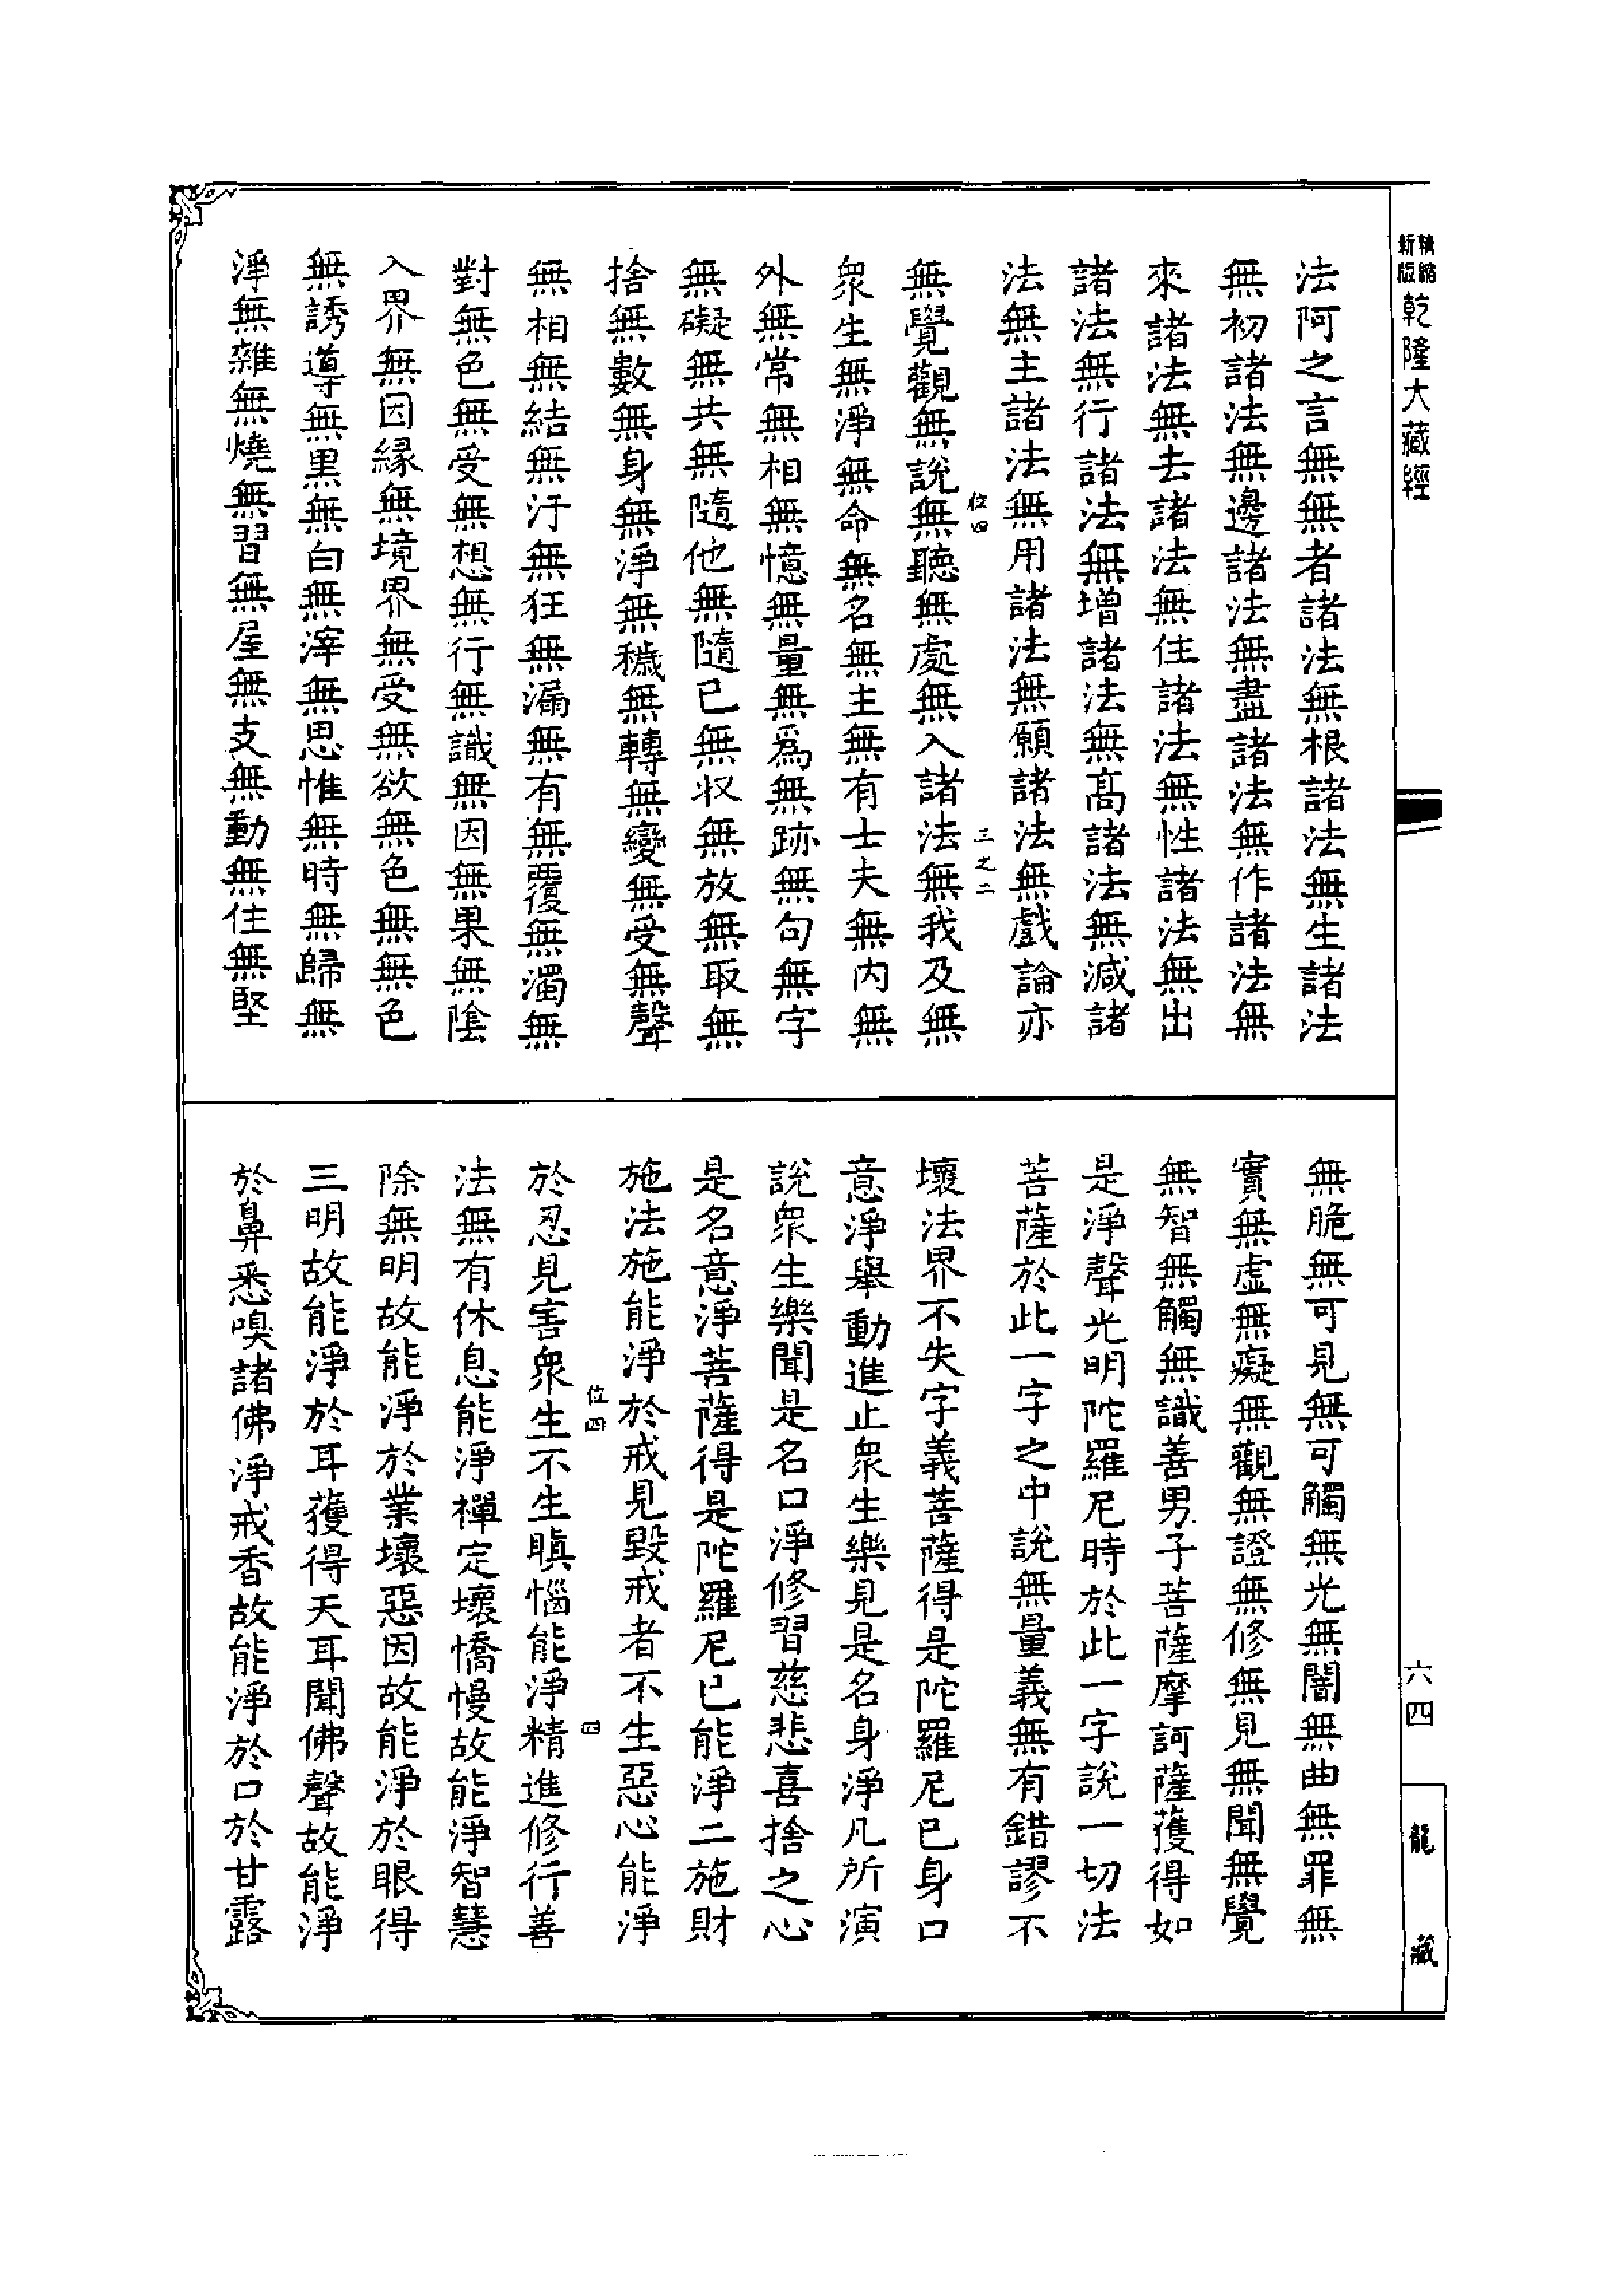 精縮新版乾隆大藏經
法阿之言無無者諸法無根諸法無生諸法
無初諸法無邊諸法無盡諸法無作諸法無
來諸法無去諸法無住諸法無性諸法無出
諸法無行諸法無增諸法無高諸法無減諸
法無主諸法無用諸法無願諸法無戲論亦
位四 三之二
無覺觀無說無聽無處無入諸法無我及無
衆生無淨無命無名無主無有士夫無內無
外無常無相無憶無量無爲無跡無句無字
無礙無共無隨他無隨已無收無放無取無
捨無數無身無淨無穢無轉無變無受無聲
無相無結無汙無狂無漏無有無覆無濁無
對無色無受無想無行無識無因無果無陰
入界無因緣無境界無受無欲無色無無色
無誘導無黑無白無滓無思惟無時無歸無
淨無雜無燒無習無屋無支無動無住無堅
無脆無可見無可觸無光無闇無曲無罪無
實無虛無癡無觀無證無修無見無聞無覺
無智無觸無識善男子菩薩摩訶薩獲得如
是淨聲光明陀羅尼時於此一字說一切法
菩薩於此一字之中說無量義無有錯謬不
壞法界不失字義菩薩得是陀羅尼已身口
意淨舉動進止衆生樂見是名身淨凡所演
說衆生樂聞是名口淨修習慈悲喜捨之心
是名意淨菩薩得是陀羅尼已能淨二施財
施法施能淨於戒見毀戒者不生惡心能淨
位四 四
於忍見害衆生不生瞋惱能淨精進修行善
法無有休息能淨禪定壞憍慢故能淨智慧
除無明故能淨於業壞惡因故能淨於眼得
三明故能淨於耳獲得天耳聞佛聲故能淨
於鼻悉嗅諸佛淨戒香故能淨於口於甘露
六四
龍藏